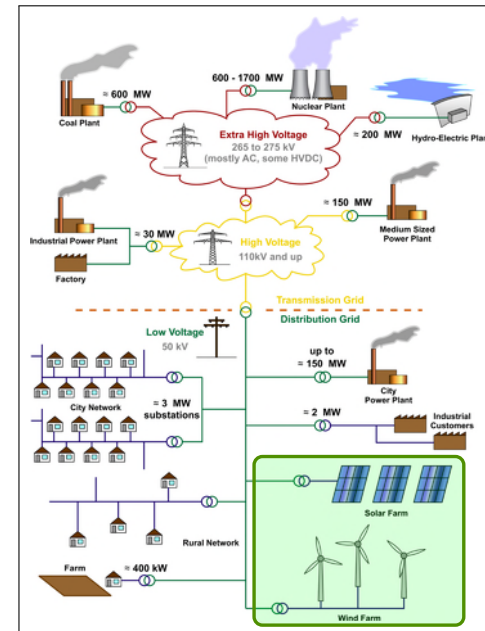 600 - 1700 MW
≈ 600 MW
Nuclear Plant
Coal Plant
Extra High Voltage
265 to 275 kV
(mostly AC, some HVDC)
≈ 200 MW
Hydro-Electric Plan
≈ 150 MW
≈ 30 MW
Industrial Power Plant
High Voltage
110kV and up
Medium Sized
Power Plant
Factory
Transmission Grid
Distribution Grid
Low Voltage
50 kV
up to
≈ 150 MW
City Network
≈ 3 MW
substations
City
Power Plant
≈ 2 MW
Industrial
Customers
Solar Farm
Rural Network
Farm
≈ 400 kW
Wind Farm